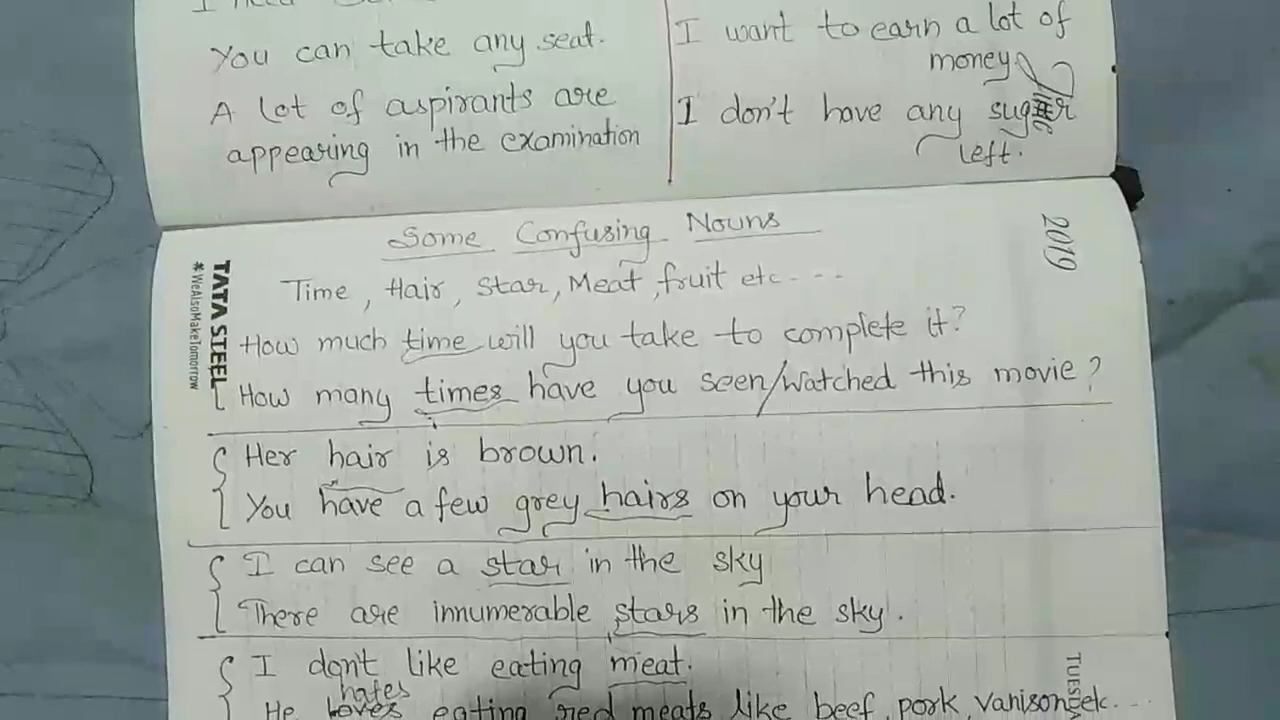 I need
You can take any seat.
A lot of aspirants are
appearing in the examination
I want to earn a lot of
money
I don't have any
left.
Some Confusing Nouns
2019
Time, Hair, Star, Meat, fruit etc ----
TATA STEEL
#WeAlsoMakeTomorrow
How much time will you take to complete it?
How many times have you seen/watched this movie?
Her hair is brown.
You have a few grey hairs on your head.
I can see a star in the sky
There are innumerable stars in the sky.
I don't like eating meat.
hates
He loves eating red meats like beef, pork, vanison etc...